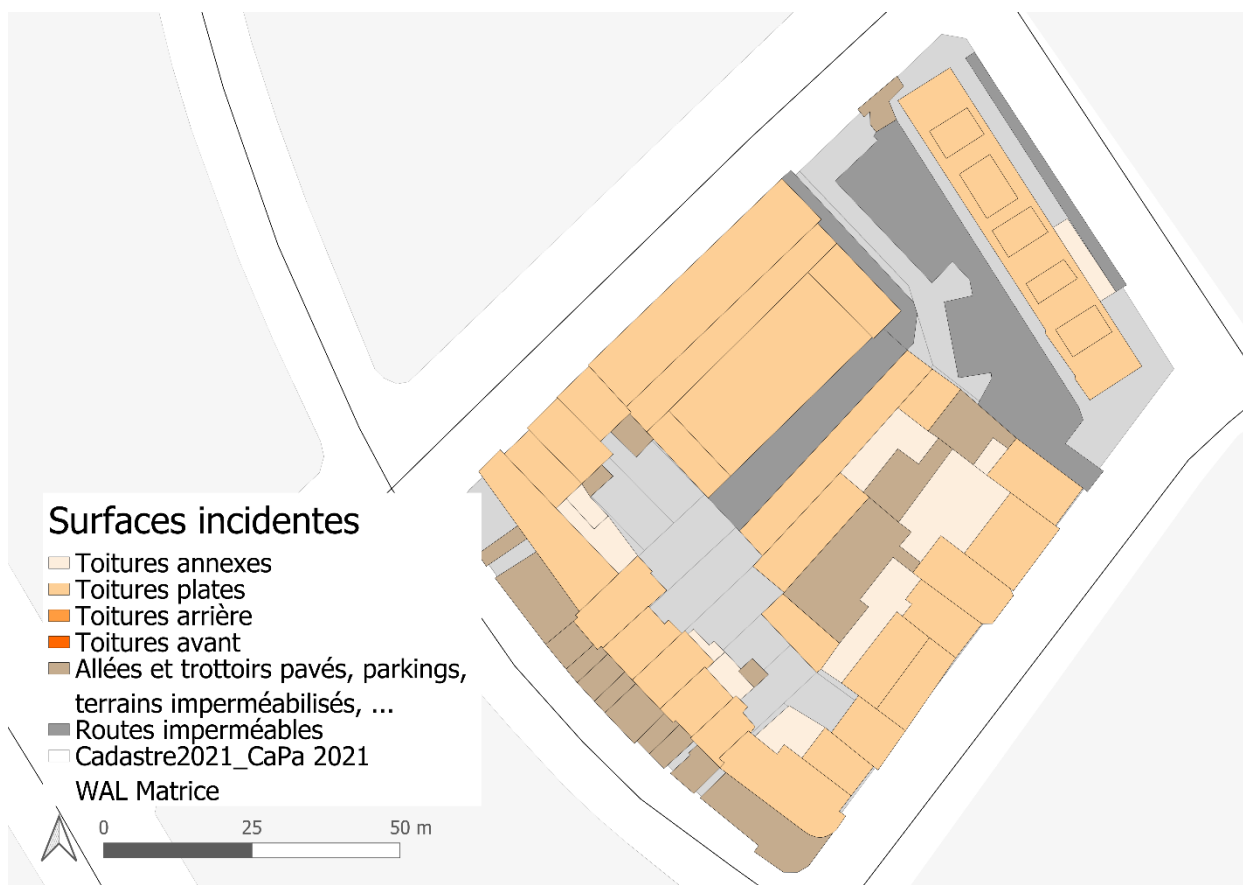 Surfaces incidentes
Toitures annexes
Toitures plates
Toitures arrière
Toitures avant
Allées et trottoirs pavés, parkings,
terrains imperméabilisés, ...
Routes imperméables
Cadastre2021_CaPa 2021
WAL Matrice
0 25 50 m